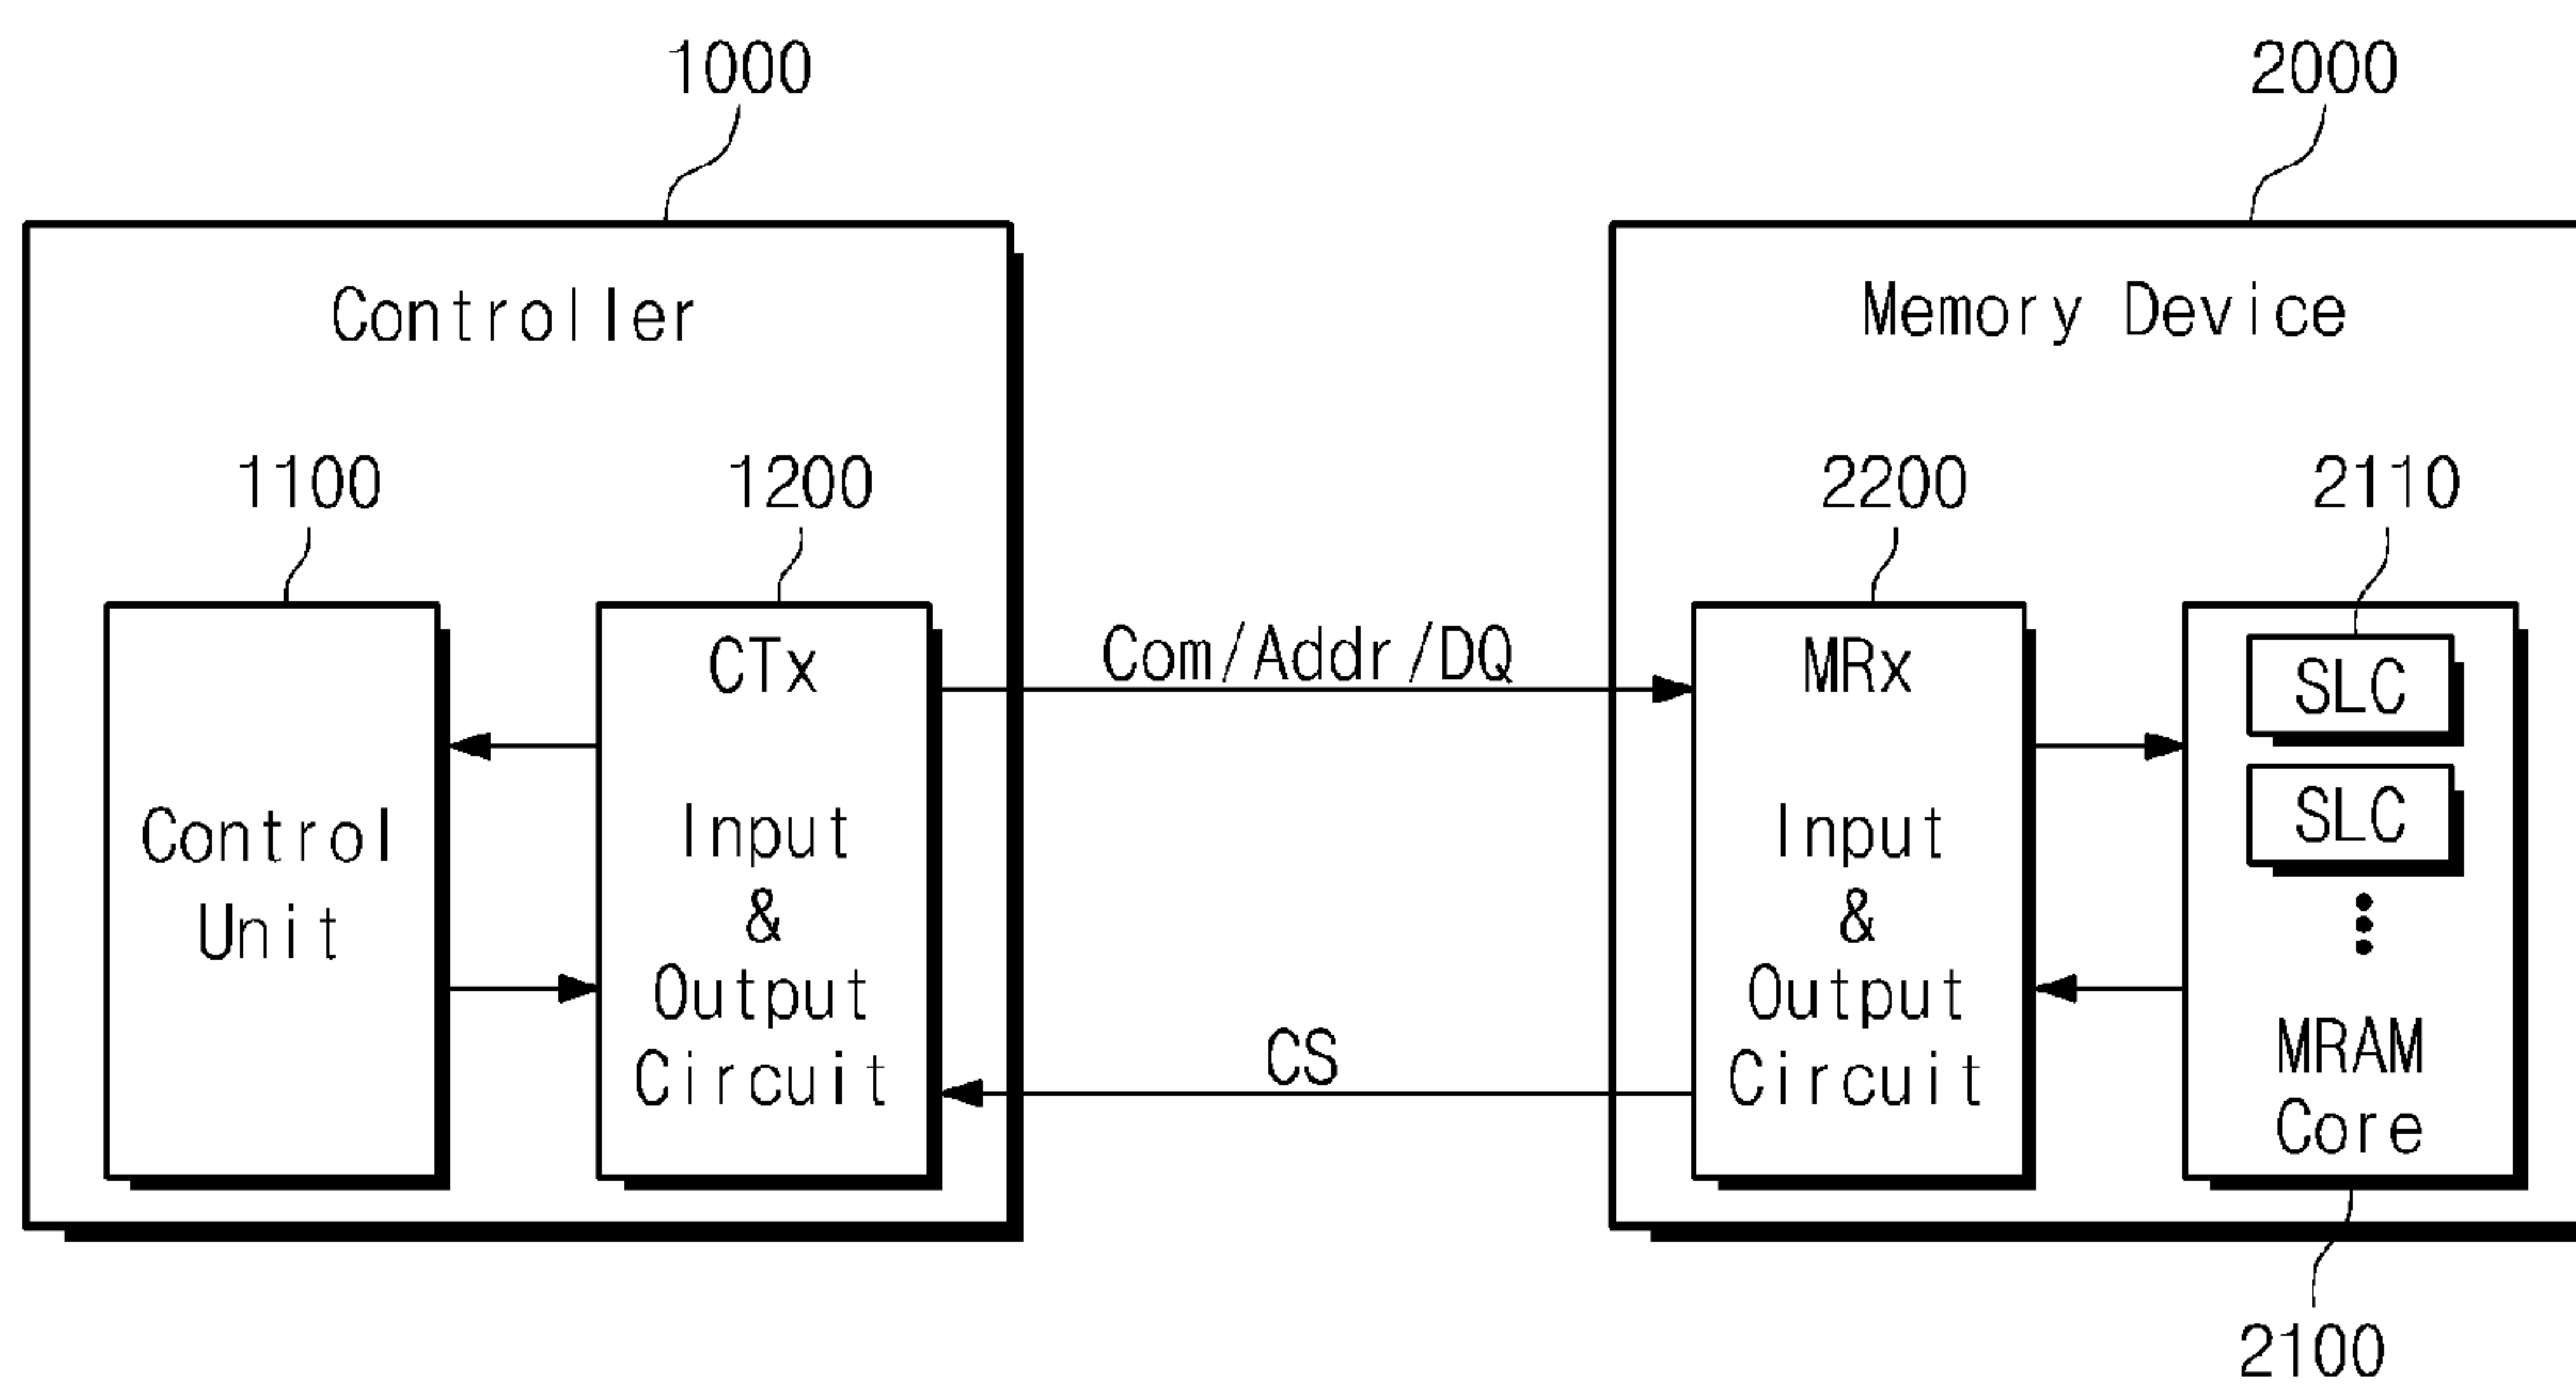 1000
2000
Controller
Memory Device
1100
1200
2200
2110
Control
Unit
CTx
Input
&
Output
Circuit
Com/Addr/DQ
CS
MRx
Input
&
Output
Circuit
SLC
SLC
MRAM
Core
2100